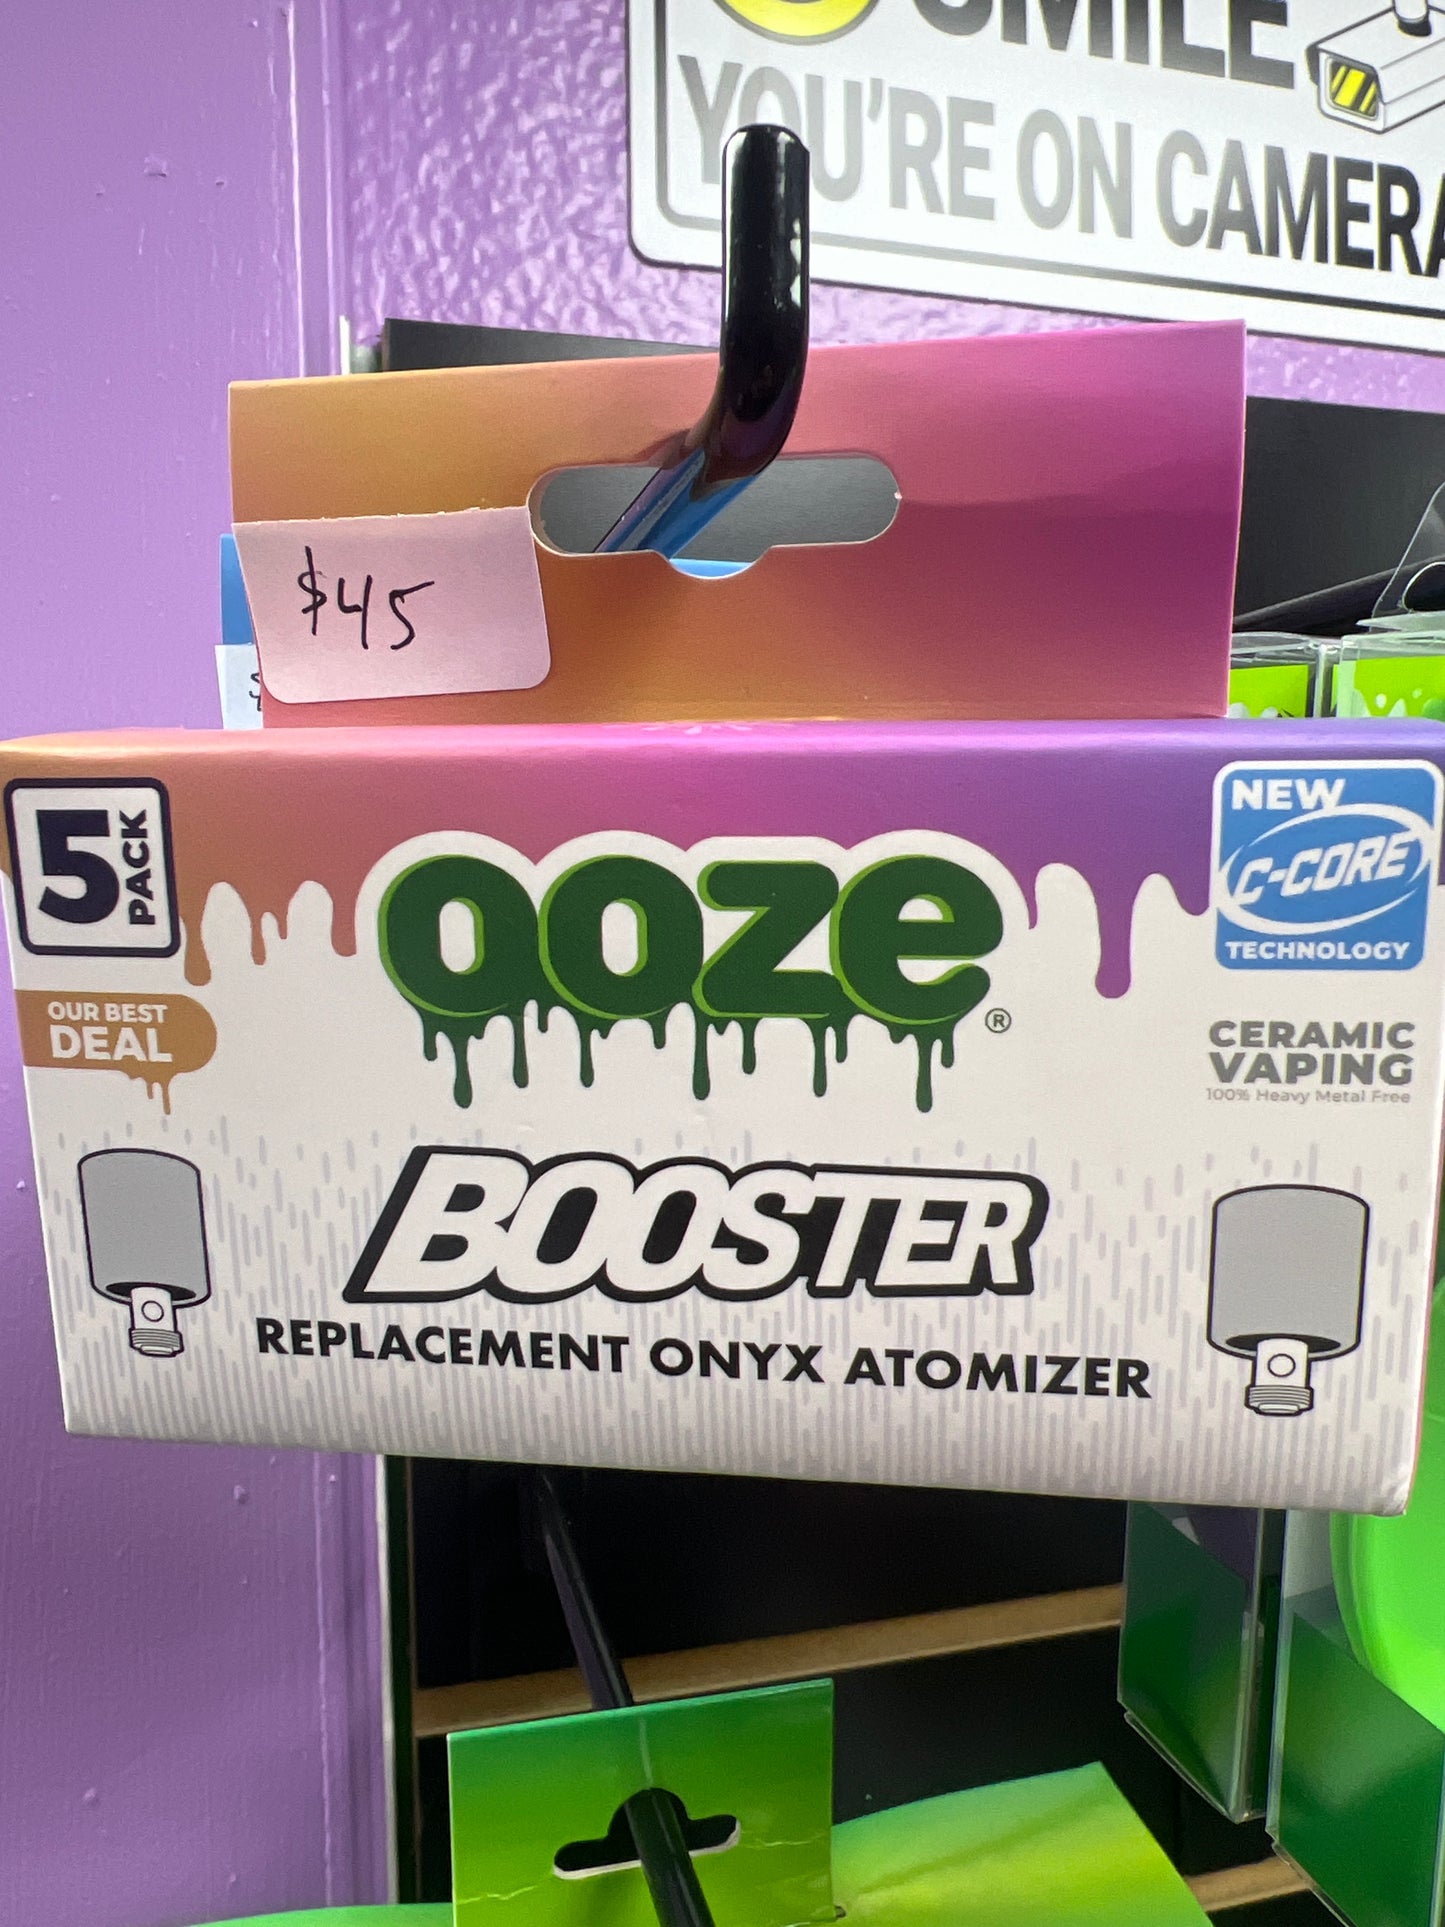 SMILE
YOU'RE ON CAMERA
$45
5 PACK
OUR BEST
DEAL
ooze®
NEW
C-CORE
TECHNOLOGY
CERAMIC
VAPING
100% Heavy Metal Free
BOOSTER
REPLACEMENT ONYX ATOMIZER